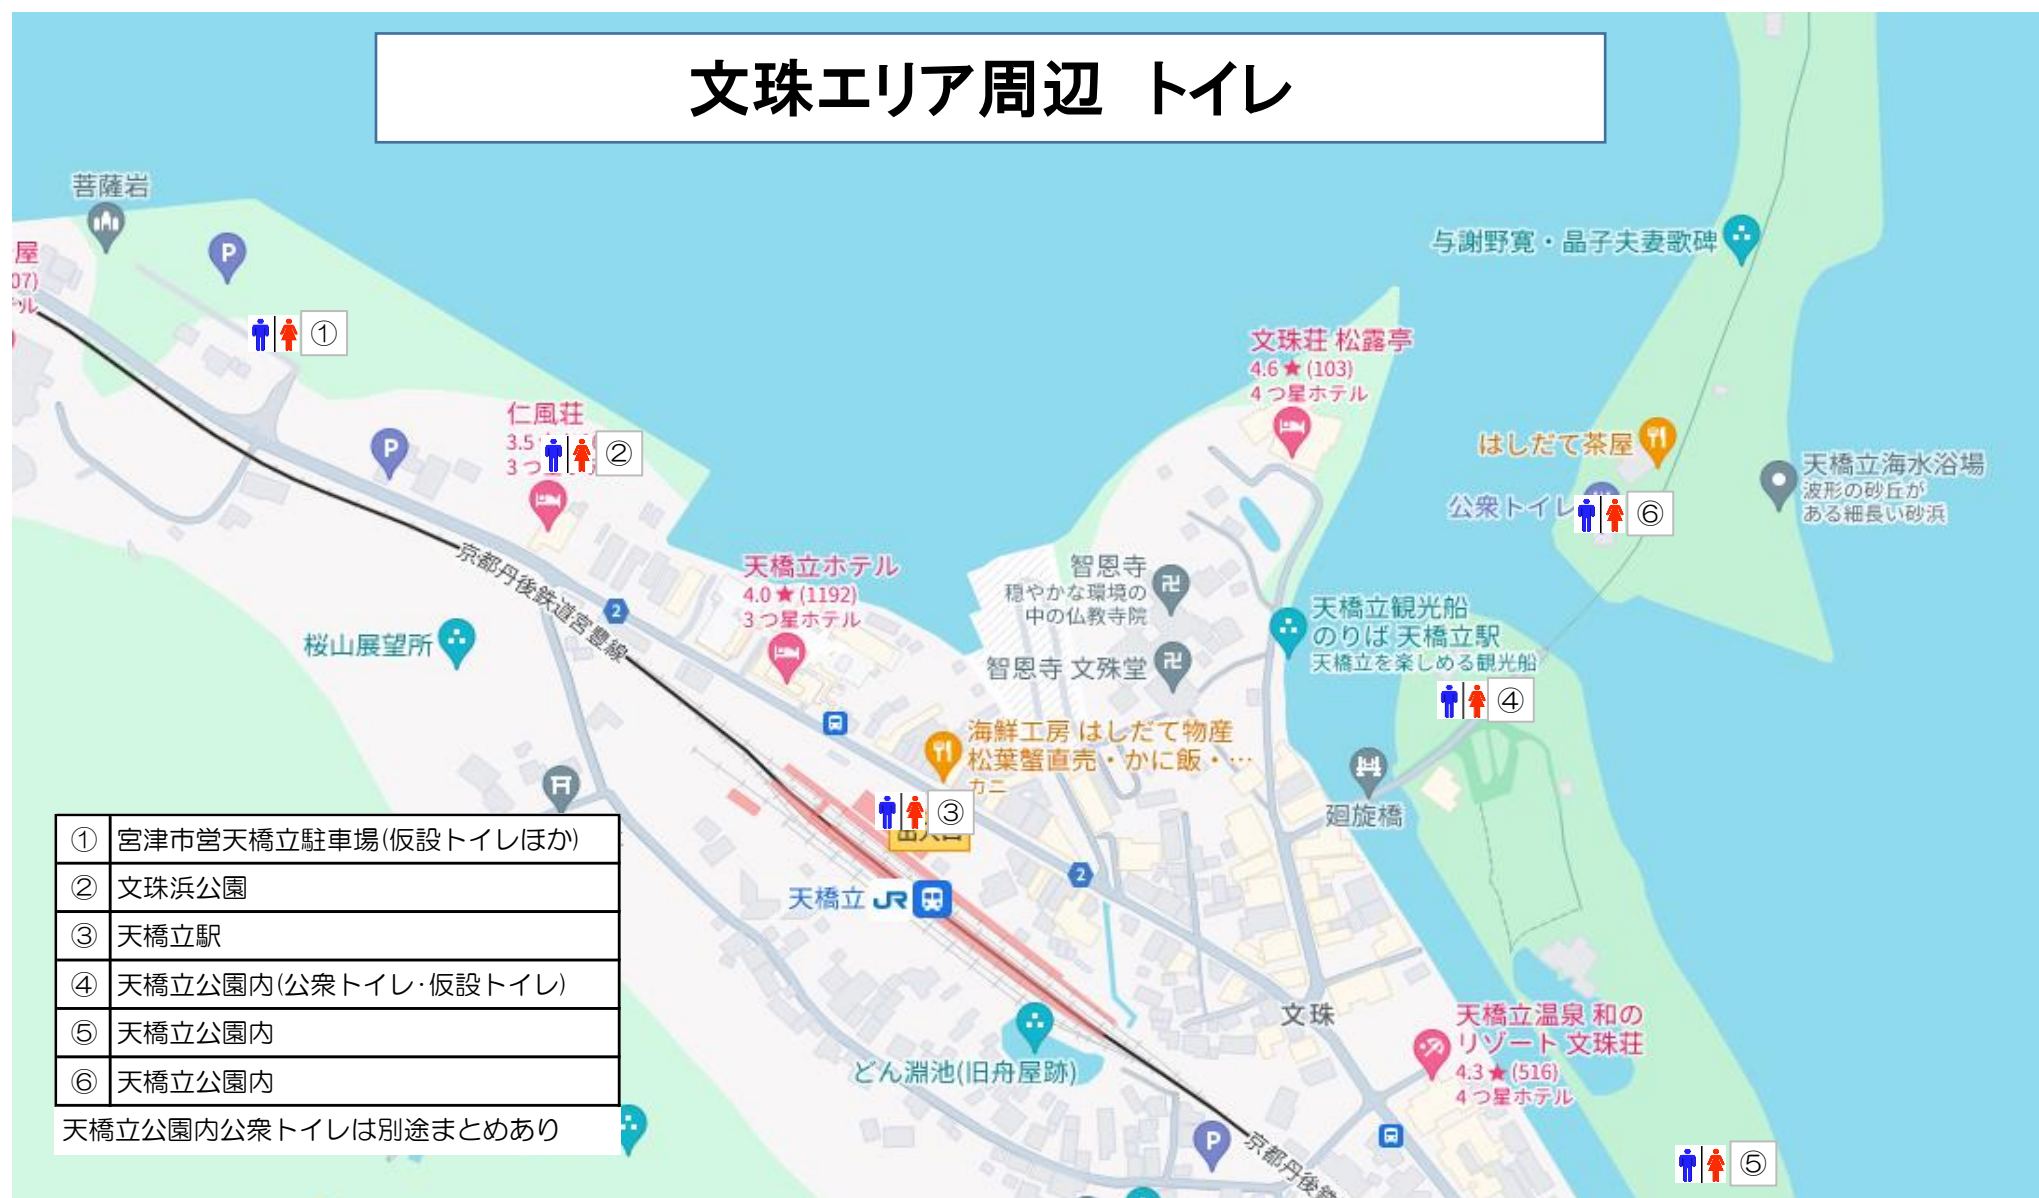 文珠エリア周辺　トイレ
菩薩岩
屋
07)
P
①
与謝野寛・晶子夫妻歌碑
文珠荘 松露亭
4.6★(103)
4つ星ホテル
仁風荘
3.5
3つ
P
②
はしだて茶屋
公衆トイレ
⑥
天橋立海水浴場
波形の砂丘が
ある細長い砂浜
京都丹後鉄道宮豊線
2
天橋立ホテル
4.0★(1192)
3つ星ホテル
智恩寺
穏やかな環境の
中の仏教寺院
智恩寺 文殊堂
桜山展望所
天橋立観光船
のりば 天橋立駅
天橋立を楽しめる観光船
④
海鮮工房 はしだて物産
松葉蟹直売・かに飯・…
カニ
③
廻旋橋
2
天橋立 JR
文珠
どん淵池(旧舟屋跡)
天橋立温泉 和の
リゾート 文珠荘
4.3★(516)
4つ星ホテル
P
京都丹後鉄
⑤
① 宮津市営天橋立駐車場(仮設トイレほか)
② 文珠浜公園
③ 天橋立駅
④ 天橋立公園内(公衆トイレ･仮設トイレ)
⑤ 天橋立公園内
⑥ 天橋立公園内
天橋立公園内公衆トイレは別途まとめあり